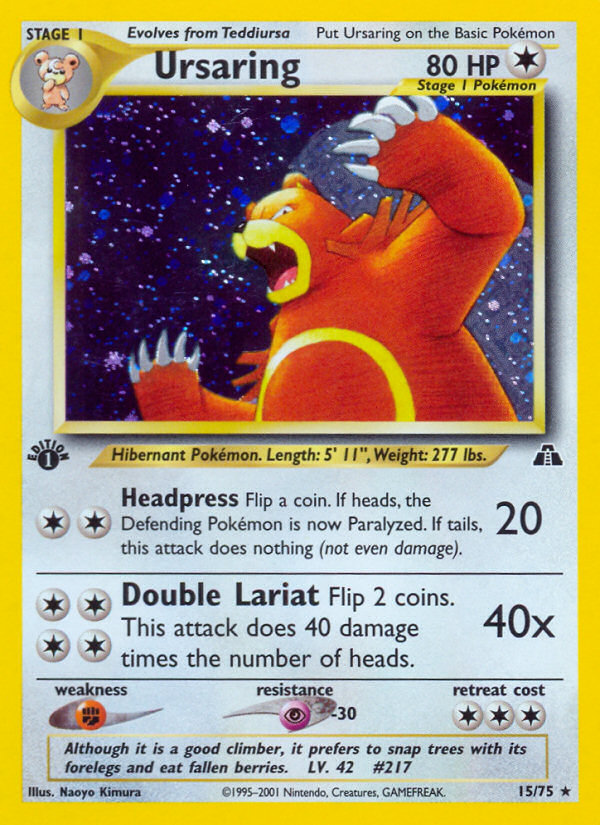 STAGE 1 Evolves from Teddiursa Put Ursaring on the Basic Pokémon
Ursaring 80 HP
Stage 1 Pokémon
EDITION
1
Hibernant Pokémon. Length: 5' 11", Weight: 277 lbs.
Headpress Flip a coin. If heads, the
Defending Pokémon is now Paralyzed. If tails, 20
this attack does nothing (not even damage).
Double Lariat Flip 2 coins.
This attack does 40 damage 40x
times the number of heads.
weakness resistance retreat cost
-30
Although it is a good climber, it prefers to snap trees with its
forelegs and eat fallen berries. LV. 42 #217
Illus. Naoyo Kimura ©1995-2001 Nintendo, Creatures, GAMEFREAK. 15/75 ★